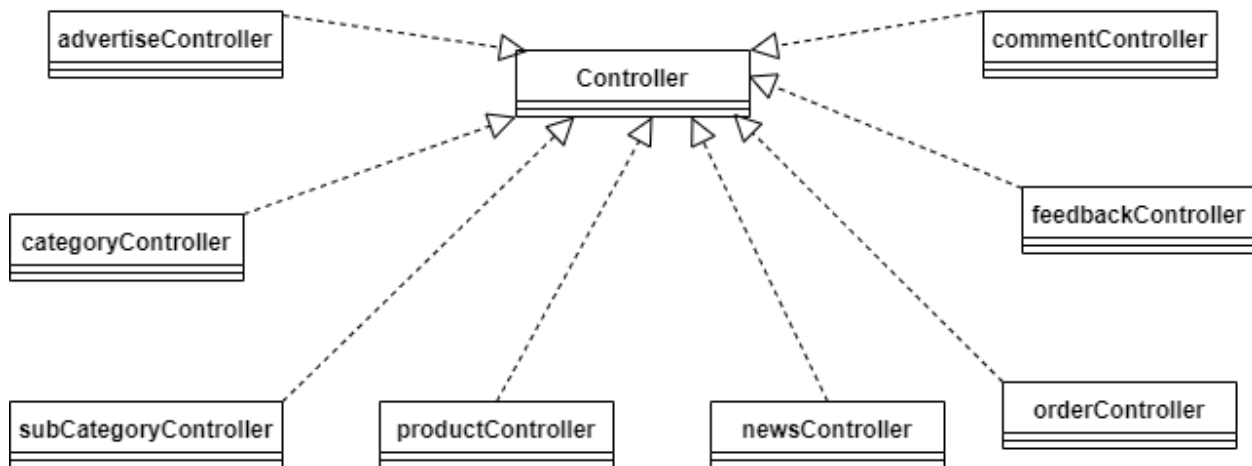 advertiseController
commentController
Controller
categoryController
feedbackController
subCategoryController
productController
newsController
orderController